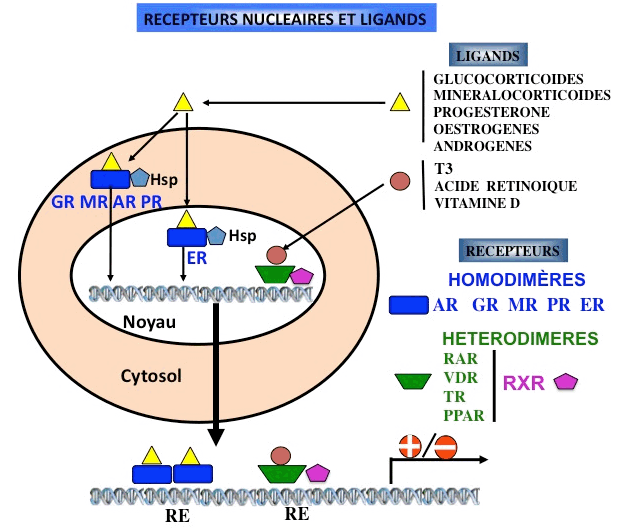 RECEPTEURS NUCLEAIRES ET LIGANDS
LIGANDS
GLUCOCORTICOIDES
MINERALOCORTICOIDES
PROGESTERONE
OESTROGENES
ANDROGENES
T3
ACIDE RETINOIQUE
VITAMINE D
Hsp
GR MR AR PR
Hsp
ER
Noyau
Cytosol
RECEPTEURS
HOMODIMÈRES
AR GR MR PR ER
HETERODIMERES
RAR
VDR
TR
PPAR
RXR
+ / −
RE
RE